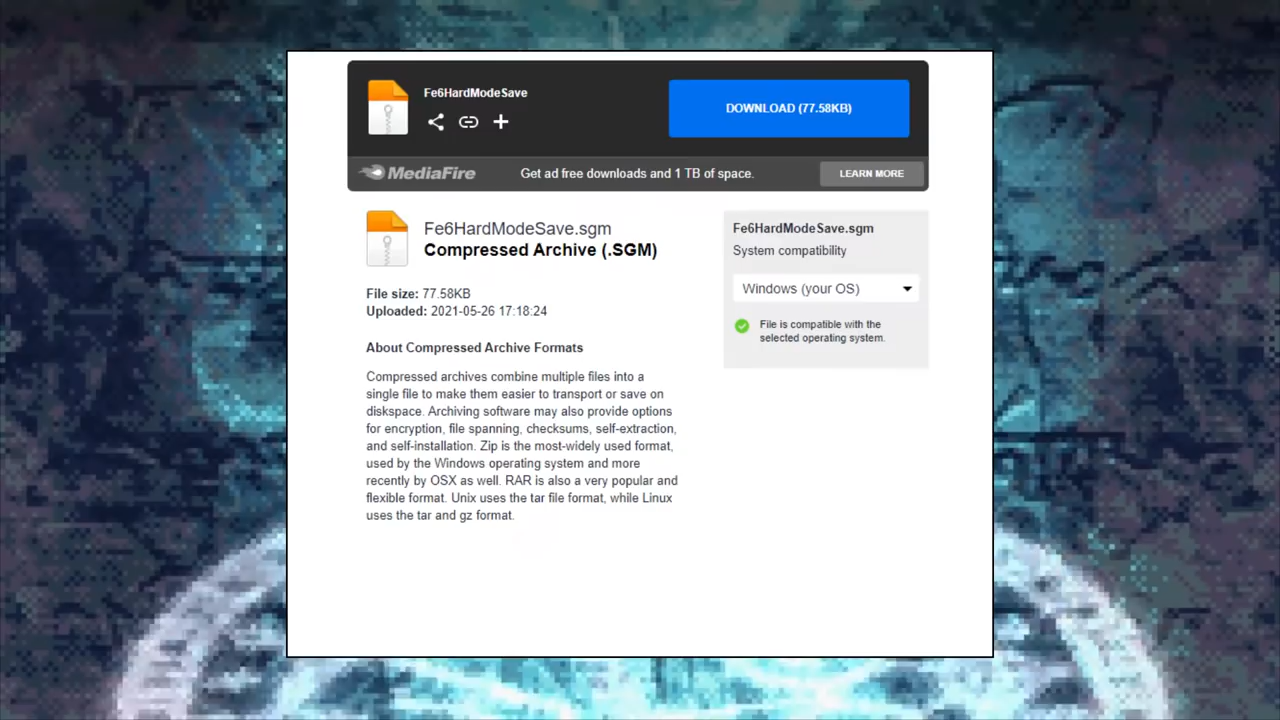 Fe6HardModeSave
DOWNLOAD (77.58KB)
MediaFire
Get ad free downloads and 1 TB of space.
LEARN MORE
Fe6HardModeSave.sgm
Compressed Archive (.SGM)
File size: 77.58KB
Uploaded: 2021-05-26 17:18:24
About Compressed Archive Formats
Compressed archives combine multiple files into a
single file to make them easier to transport or save on
diskspace. Archiving software may also provide options
for encryption, file spanning, checksums, self-extraction,
and self-installation. Zip is the most-widely used format,
used by the Windows operating system and more
recently by OSX as well. RAR is also a very popular and
flexible format. Unix uses the tar file format, while Linux
uses the tar and gz format.
Fe6HardModeSave.sgm
System compatibility
Windows (your OS)
File is compatible with the
selected operating system.